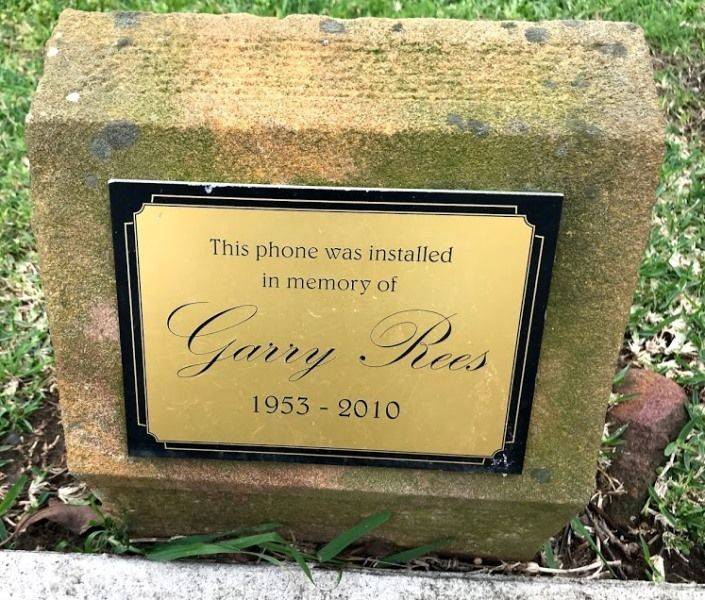 This phone was installed
in memory of
Garry Rees
1953 - 2010